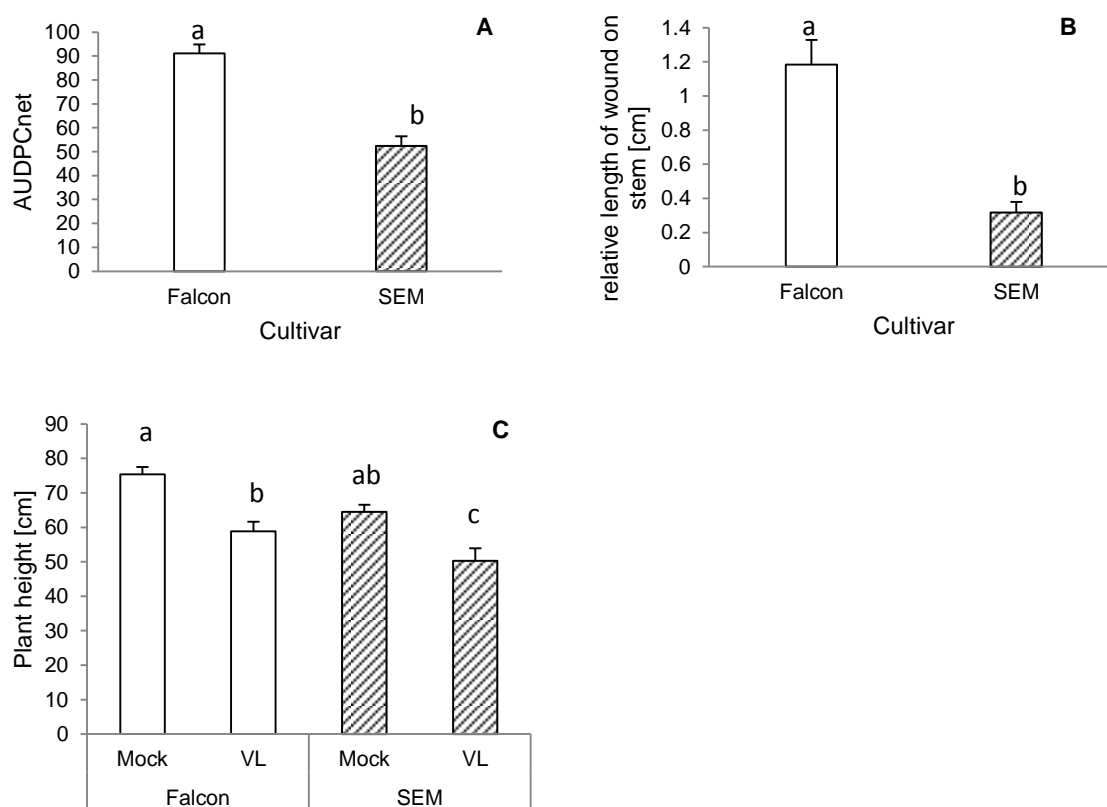 A
a
b
AUDPCnet
100
90
80
70
60
50
40
30
20
10
0
Falcon SEM
Cultivar
B
a
b
relative length of wound on
stem [cm]
1.4
1.2
1
0.8
0.6
0.4
0.2
0
Falcon SEM
Cultivar
C
a
b
ab
c
Plant height [cm]
90
80
70
60
50
40
30
20
10
0
Mock VL Mock VL
Falcon SEM